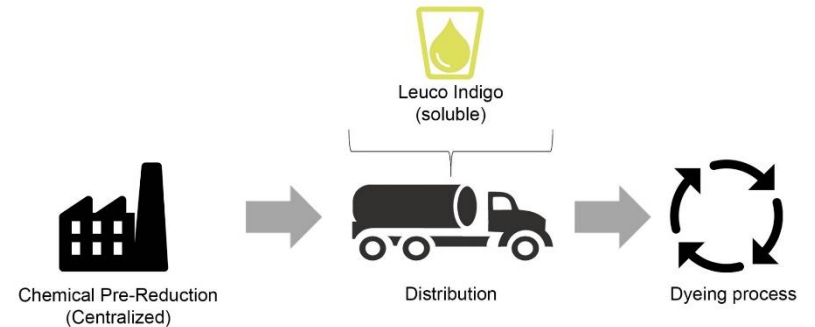 Leuco Indigo
(soluble)
Chemical Pre-Reduction
(Centralized)
Distribution
Dyeing process